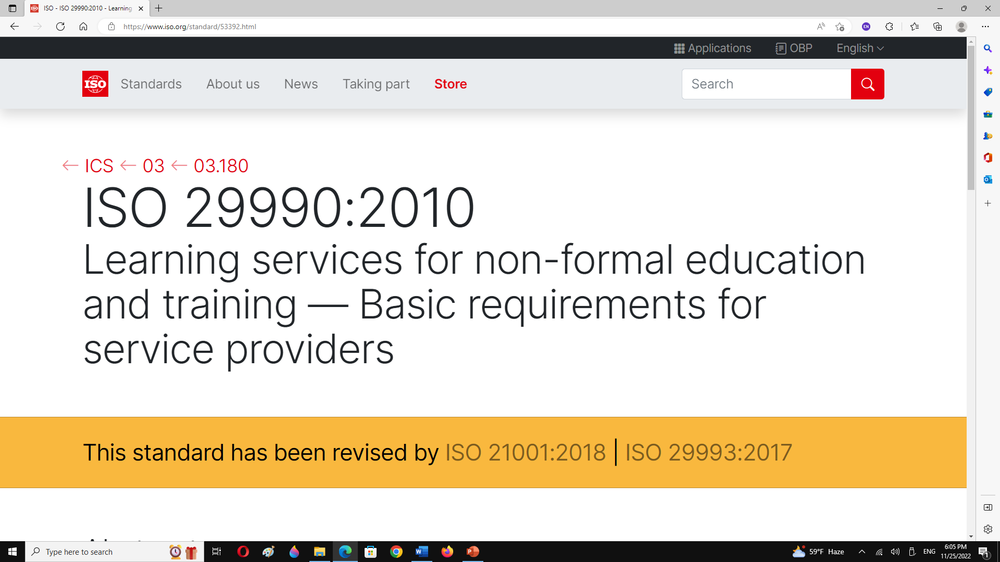 ISO - ISO 29990:2010 - Learning
https://www.iso.org/standard/53392.html
EN
Applications
OBP
English
ISO
Standards
About us
News
Taking part
Store
Search
← ICS ← 03 ← 03.180
ISO 29990:2010
Learning services for non-formal education
and training — Basic requirements for
service providers
This standard has been revised by ISO 21001:2018 | ISO 29993:2017
Type here to search
59°F Haze
ENG
6:05 PM
11/25/2022
1